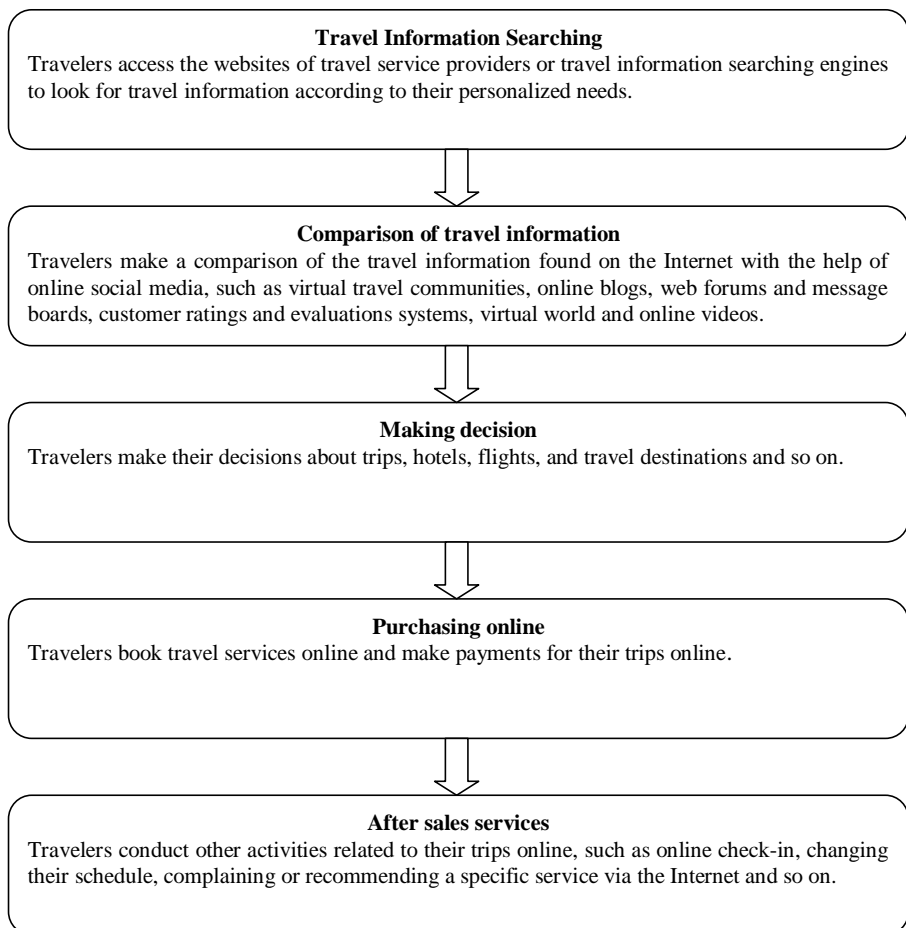 Travel Information Searching
Travelers access the websites of travel service providers or travel information searching engines
to look for travel information according to their personalized needs.
Comparison of travel information
Travelers make a comparison of the travel information found on the Internet with the help of
online social media, such as virtual travel communities, online blogs, web forums and message
boards, customer ratings and evaluations systems, virtual world and online videos.
Making decision
Travelers make their decisions about trips, hotels, flights, and travel destinations and so on.
Purchasing online
Travelers book travel services online and make payments for their trips online.
After sales services
Travelers conduct other activities related to their trips online, such as online check-in, changing
their schedule, complaining or recommending a specific service via the Internet and so on.